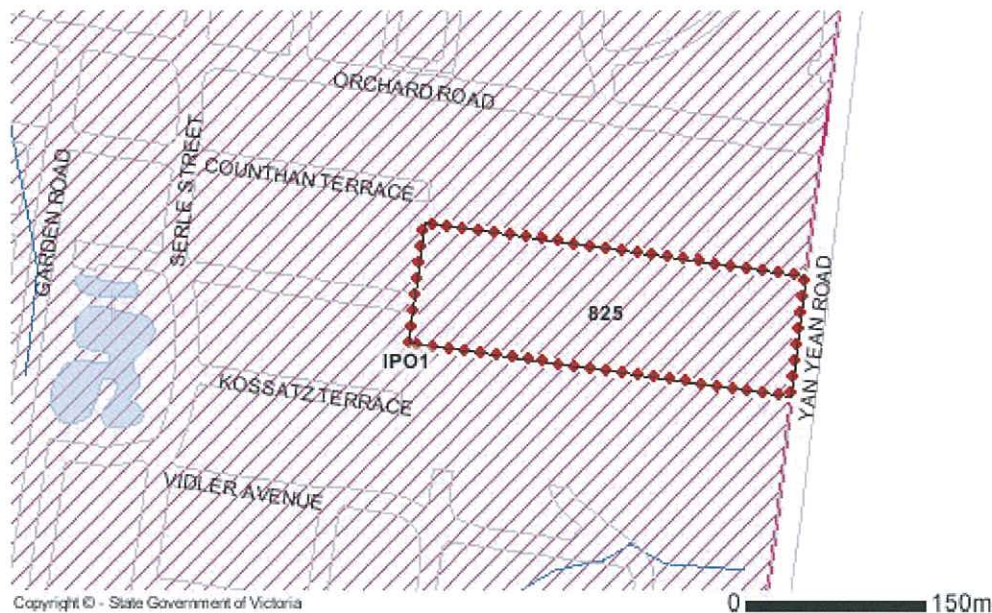 ORCHARD ROAD
COUNTHAN TERRACE
SERLE STREET
GARDEN ROAD
825
YAN YEAN ROAD
IPO1
KOSSATZ TERRACE
VIDLER AVENUE
Copyright © - State Government of Victoria
0 150m